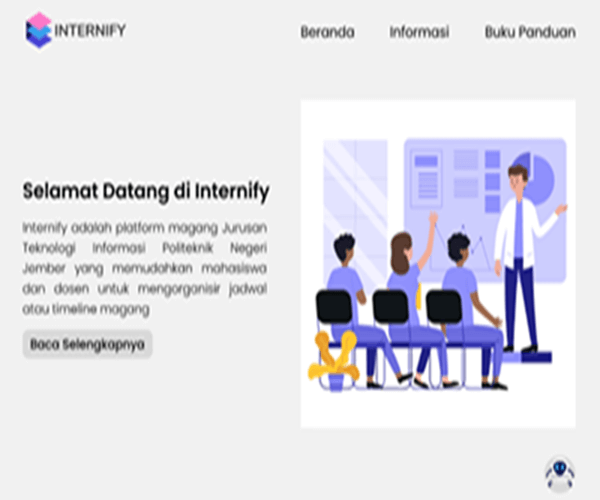 INTERNIFY
Beranda Informasi Buku Panduan
Selamat Datang di Internify
Internify adalah platform magang Jurusan
Teknologi Informasi Politeknik Negeri
Jember yang memudahkan mahasiswa
dan dosen untuk mengorganisir jadwal
atau timeline magang
Baca Selengkapnya